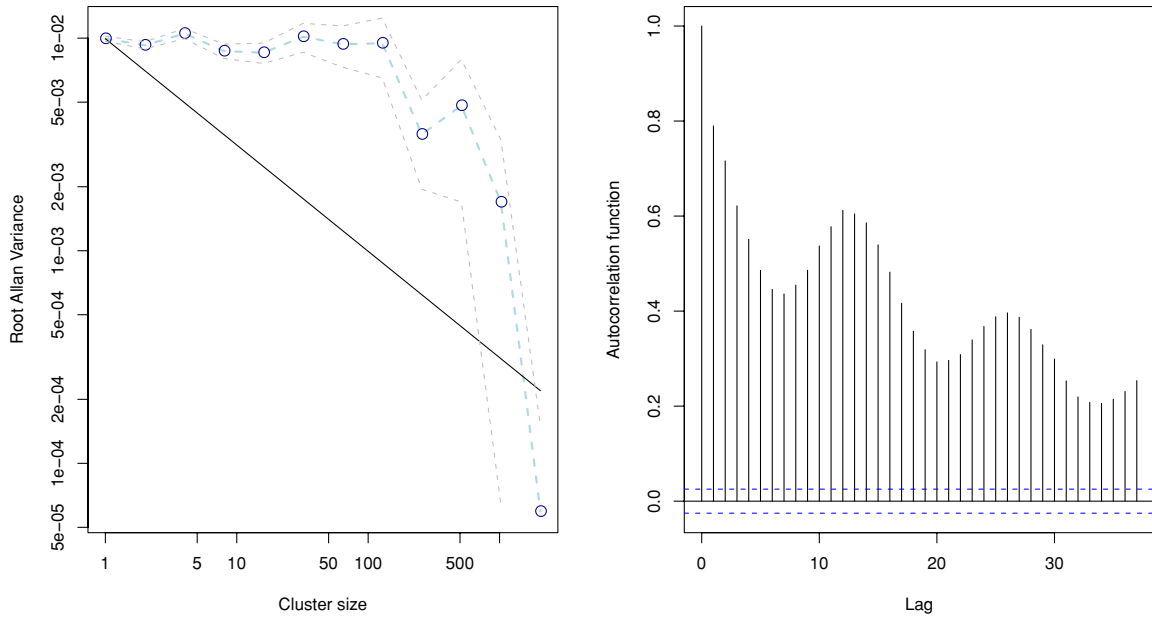 Root Allan Variance
1e−02
5e−03
2e−03
1e−03
5e−04
2e−04
1e−04
5e−05
1 5 10 50 100 500
Cluster size
Autocorrelation function
1.0
0.8
0.6
0.4
0.2
0.0
0 10 20 30
Lag